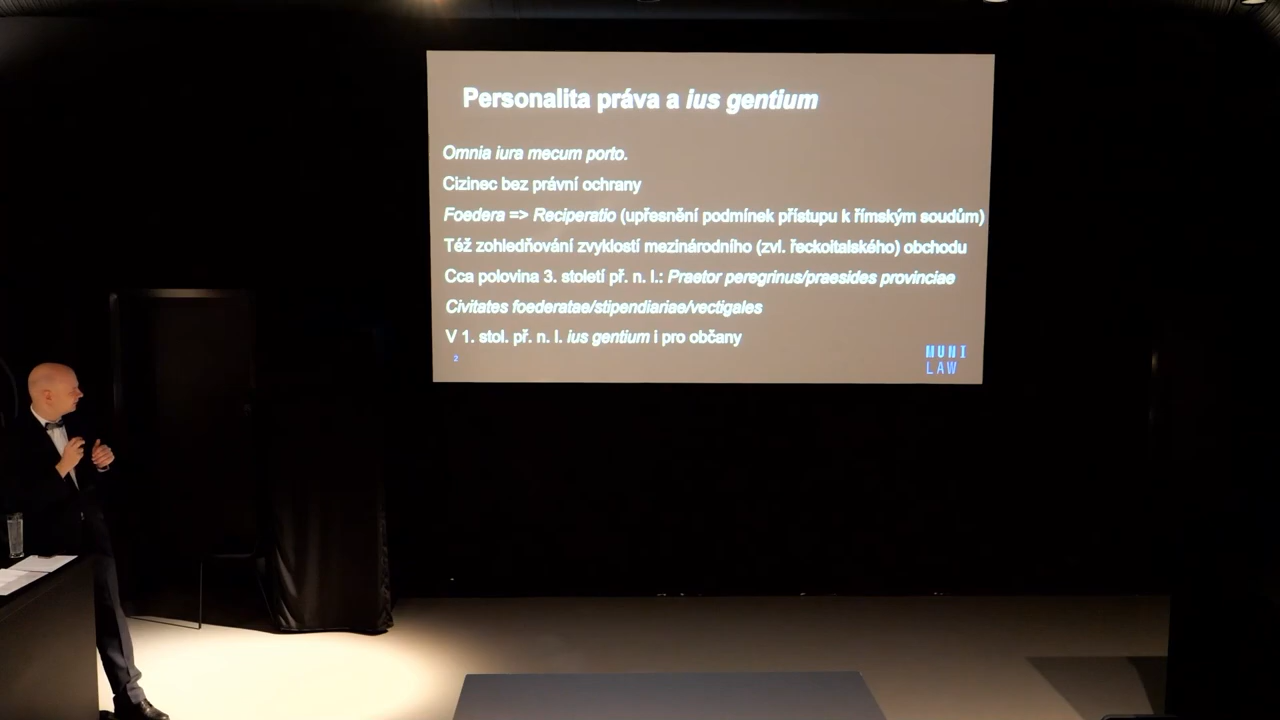 Personalita práva a ius gentium
Omnia iura mecum porto.
Cizinec bez právní ochrany
Foedera => Reciperatio (upřesnění podmínek přístupu k římským soudům)
Též zohledňování zvyklostí mezinárodního (zvl. řeckoitalského) obchodu
Cca polovina 3. století př. n. l.: Praetor peregrinus/praesides provinciae
Civitates foederatae/stipendiariae/vectigales
V 1. stol. př. n. l. ius gentium i pro občany
2
MUNI
LAW